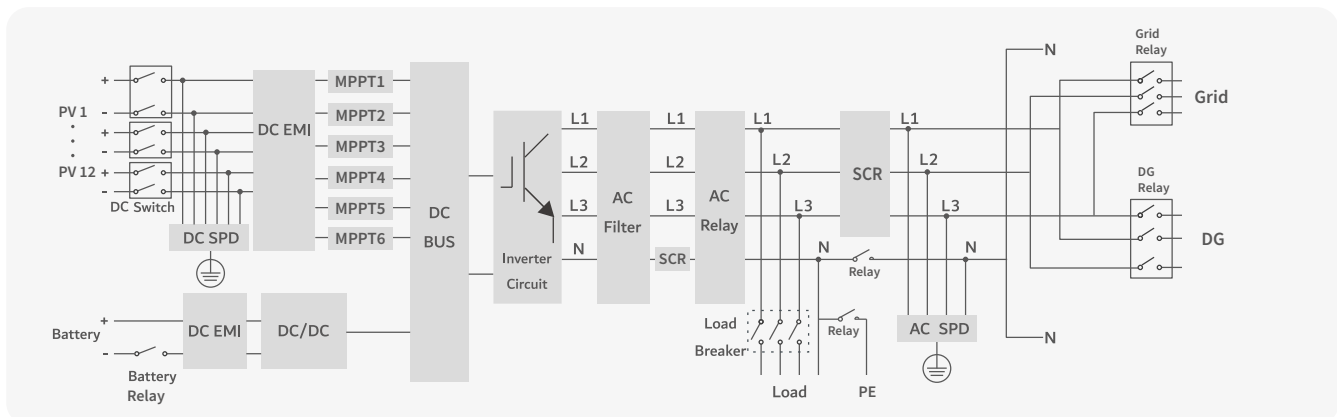 PV 1
PV 12
+
-
+
-
+
-
DC Switch
DC SPD
DC EMI
MPPT1
MPPT2
MPPT3
MPPT4
MPPT5
MPPT6
Battery
+
-
Battery
Relay
DC EMI
DC/DC
DC
BUS
Inverter
Circuit
L1
L2
L3
N
AC
Filter
L1
L2
L3
SCR
AC
Relay
L1
L2
L3
N
Load
Breaker
Load
Relay
PE
SCR
Relay
L1
L2
L3
N
AC SPD
N
N
Grid
Relay
Grid
DG
Relay
DG